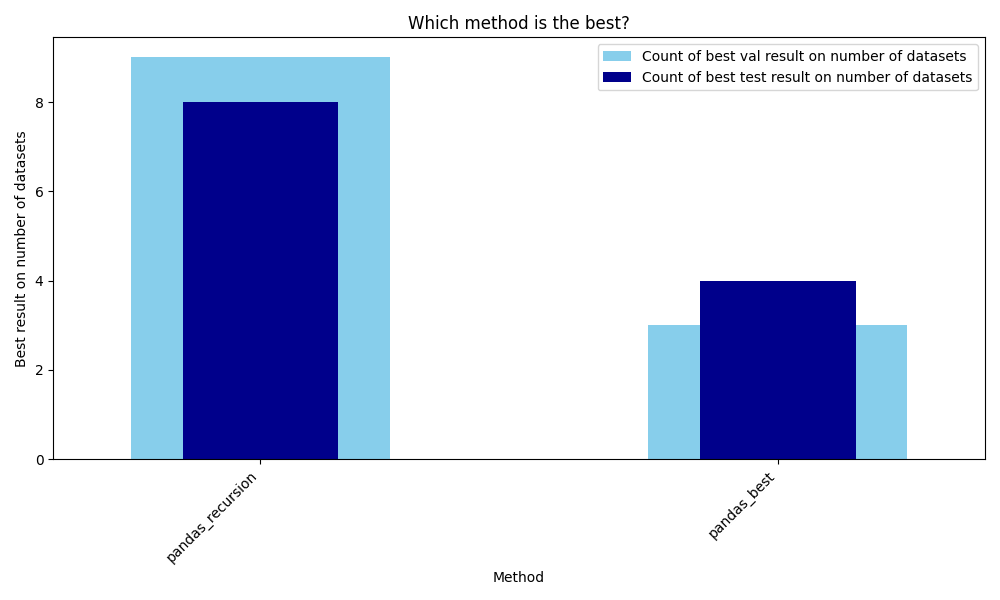 Which method is the best?
Count of best val result on number of datasets
Count of best test result on number of datasets
Best result on number of datasets
8
6
4
2
0
pandas_recursion
pandas_best
Method